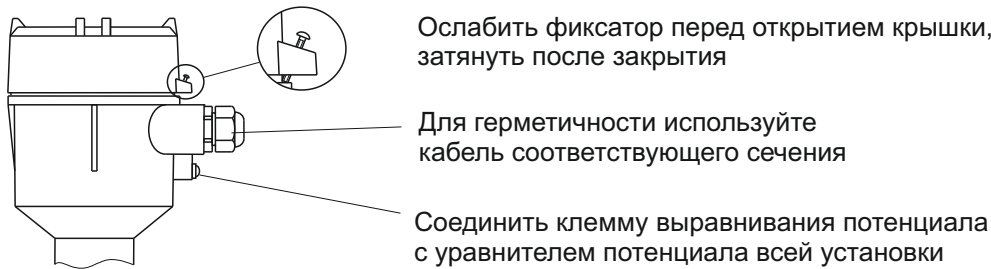 Ослабить фиксатор перед открытием крышки,
затянуть после закрытия
Для герметичности используйте
кабель соответствующего сечения
Соединить клемму выравнивания потенциала
с уравнителем потенциала всей установки